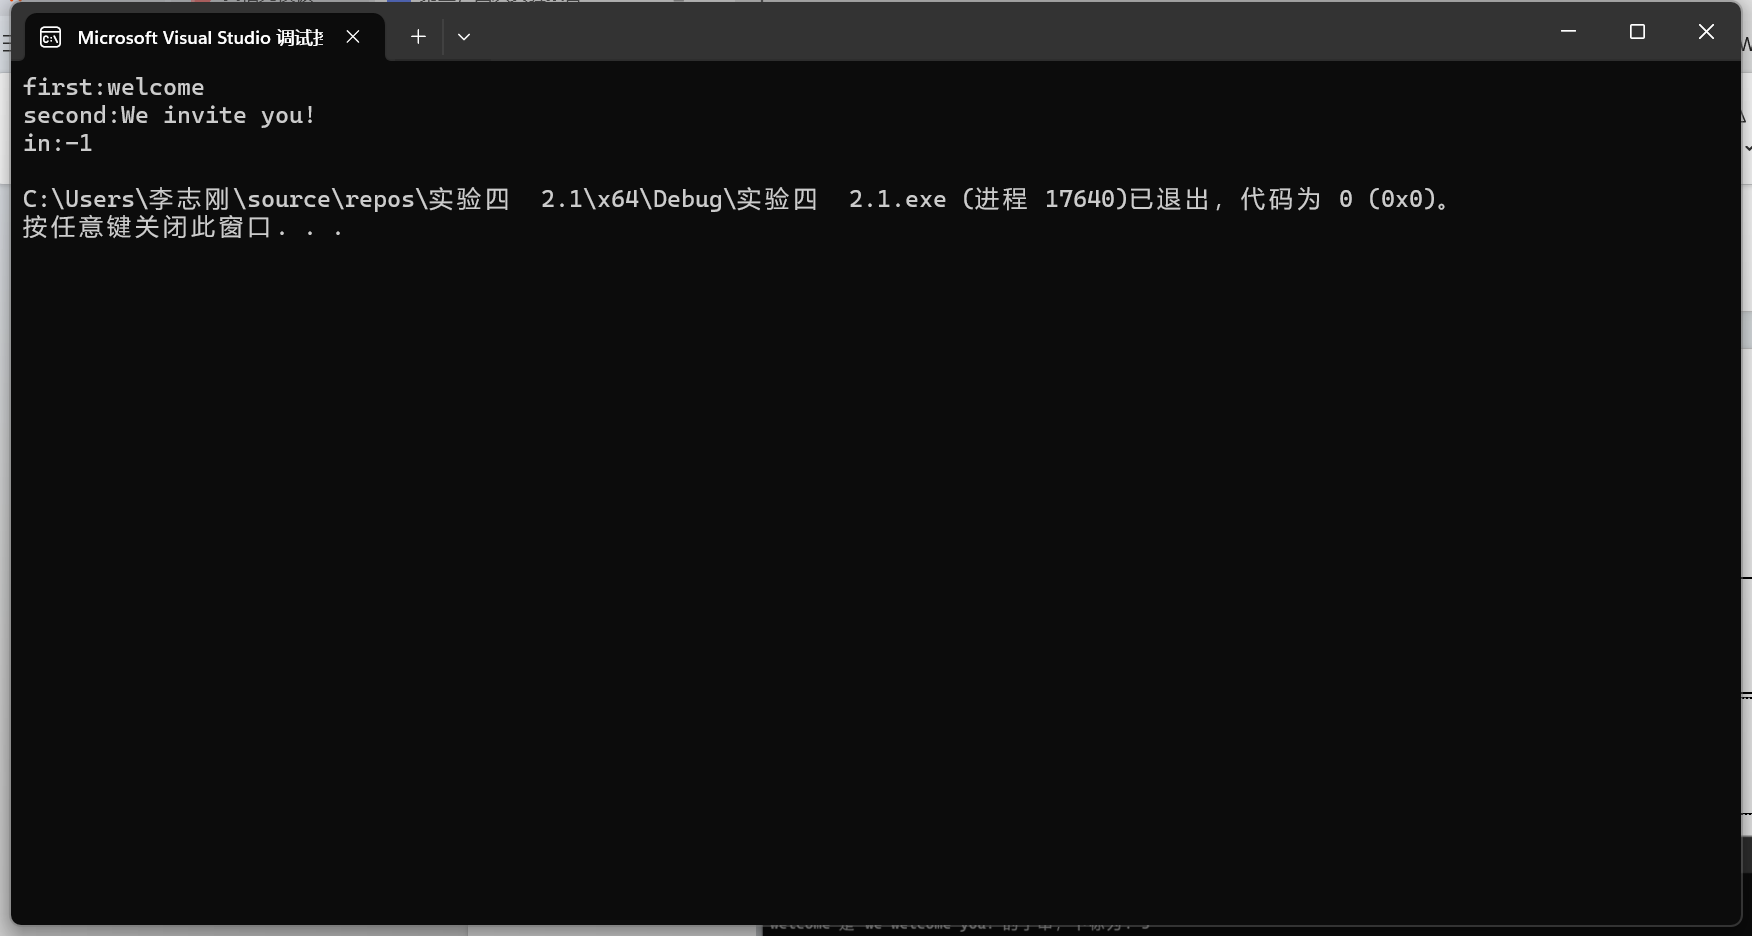 Microsoft Visual Studio 调试
first:welcome
second:We invite you!
in:-1
C:\Users\李志刚\source\repos\实验四  2.1\x64\Debug\实验四  2.1.exe (进程 17640)已退出，代码为 0 (0x0)。
按任意键关闭此窗口. . .